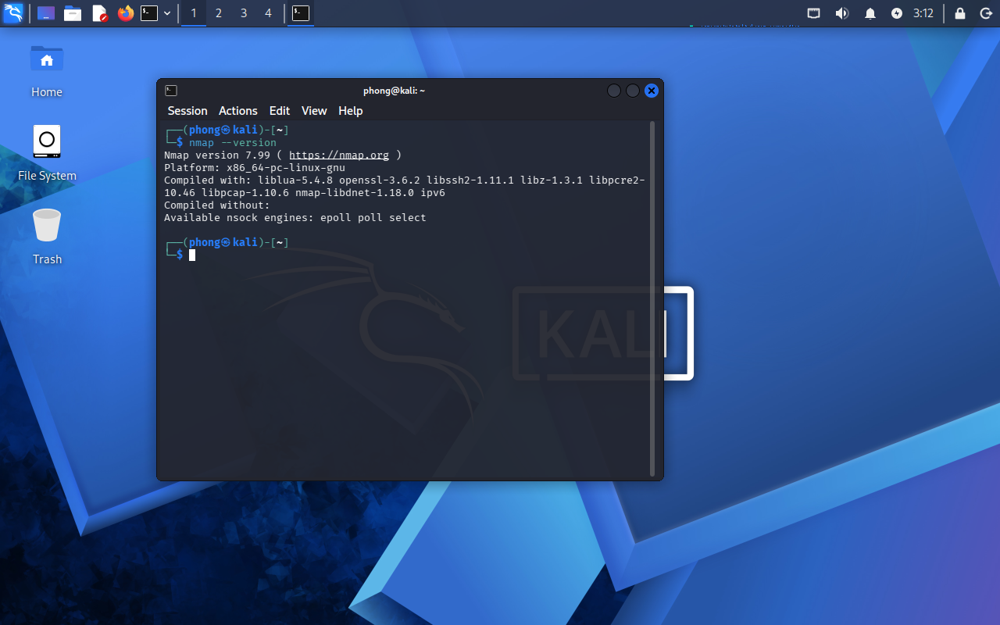 1 2 3 4 3:12
Home
File System
Trash
phong@kali: ~
Session Actions Edit View Help
┌──(phong㉿kali)-[~]
└─$ nmap --version
Nmap version 7.99 ( https://nmap.org )
Platform: x86_64-pc-linux-gnu
Compiled with: liblua-5.4.8 openssl-3.6.2 libssh2-1.11.1 libz-1.3.1 libpcre2-
10.46 libpcap-1.10.6 nmap-libdnet-1.18.0 ipv6
Compiled without:
Available nsock engines: epoll poll select
┌──(phong㉿kali)-[~]
└─$
KALI